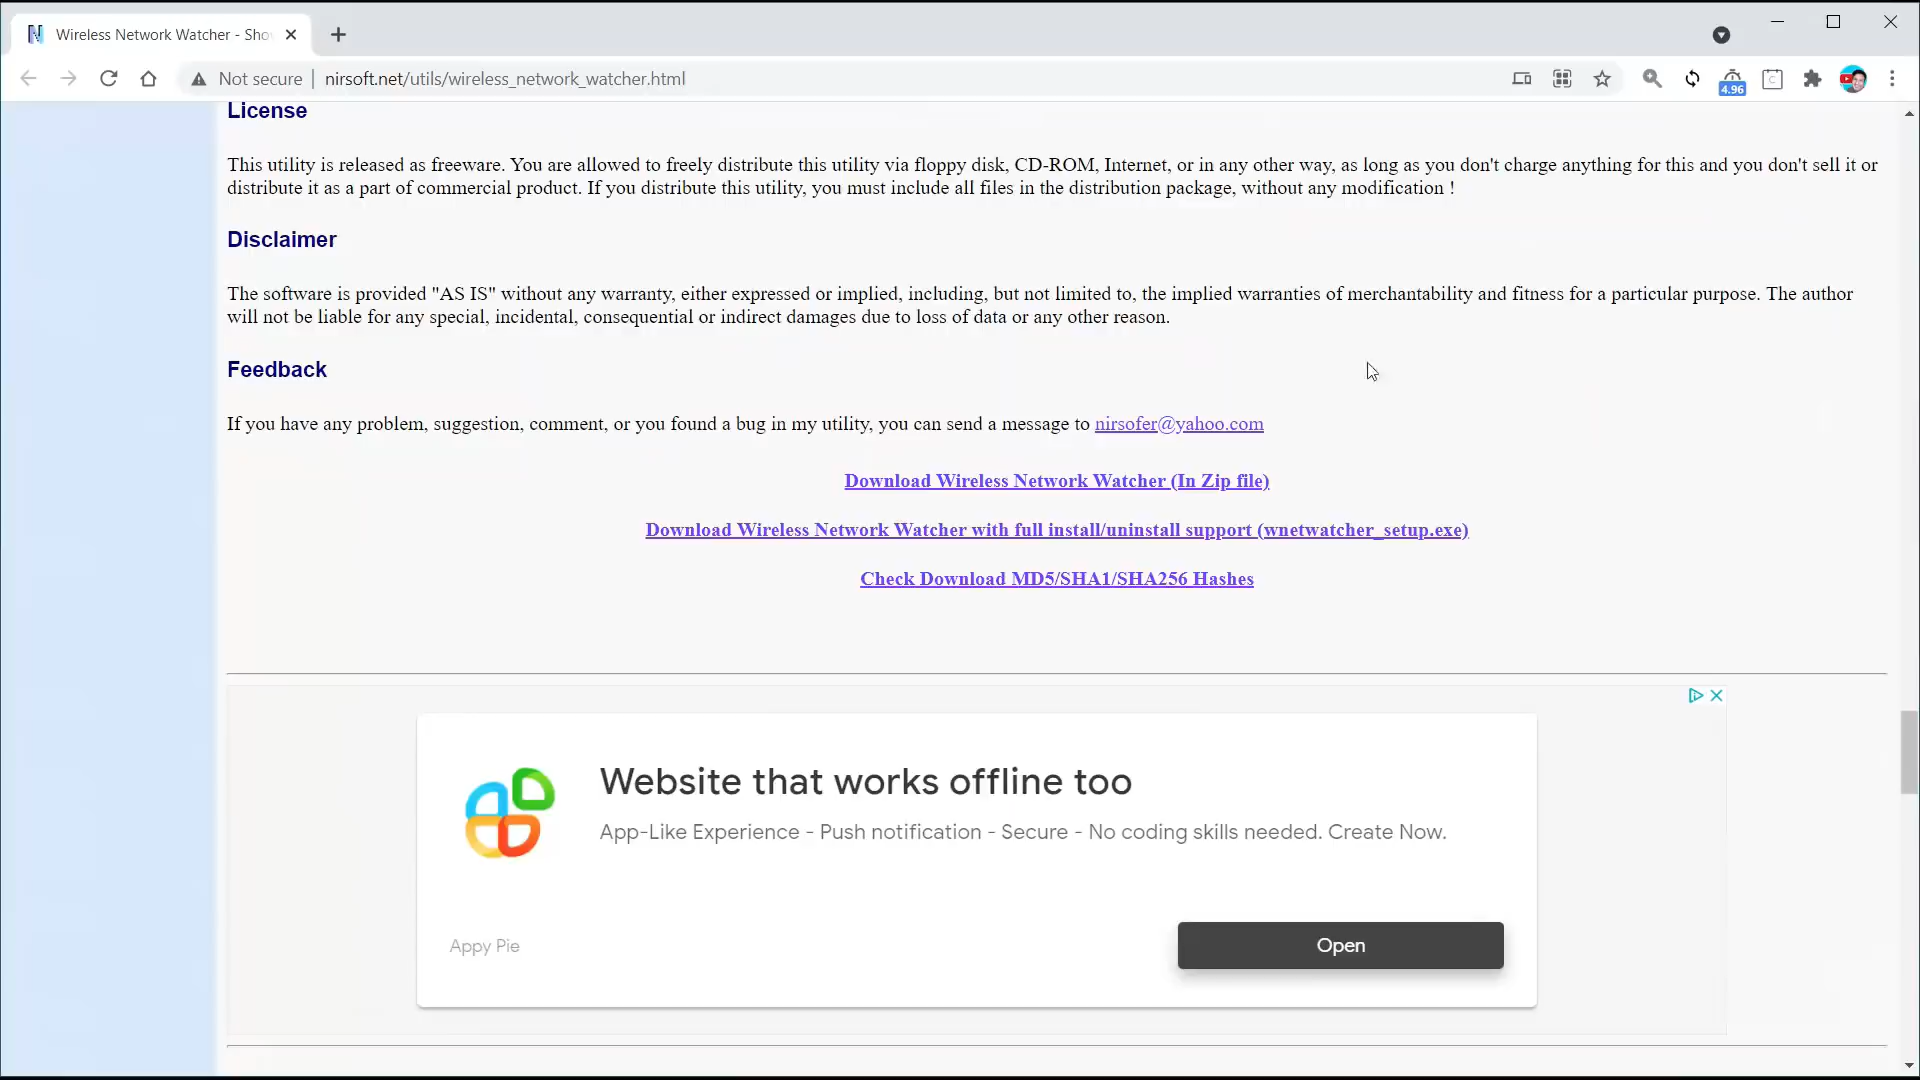 Wireless Network Watcher - Sho
Not secure | nirsoft.net/utils/wireless_network_watcher.html
4.96
License
This utility is released as freeware. You are allowed to freely distribute this utility via floppy disk, CD-ROM, Internet, or in any other way, as long as you don't charge anything for this and you don't sell it or
distribute it as a part of commercial product. If you distribute this utility, you must include all files in the distribution package, without any modification !
Disclaimer
The software is provided "AS IS" without any warranty, either expressed or implied, including, but not limited to, the implied warranties of merchantability and fitness for a particular purpose. The author
will not be liable for any special, incidental, consequential or indirect damages due to loss of data or any other reason.
Feedback
If you have any problem, suggestion, comment, or you found a bug in my utility, you can send a message to nirsofer@yahoo.com
Download Wireless Network Watcher (In Zip file)
Download Wireless Network Watcher with full install/uninstall support (wnetwatcher_setup.exe)
Check Download MD5/SHA1/SHA256 Hashes
Website that works offline too
App-Like Experience - Push notification - Secure - No coding skills needed. Create Now.
Appy Pie
Open